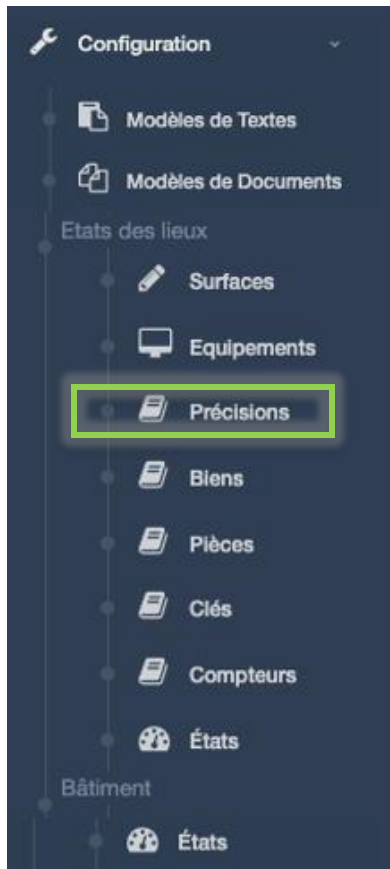 Configuration
Modèles de Textes
Modèles de Documents
Etats des lieux
Surfaces
Equipements
Précisions
Biens
Pièces
Clés
Compteurs
États
Bâtiment
États